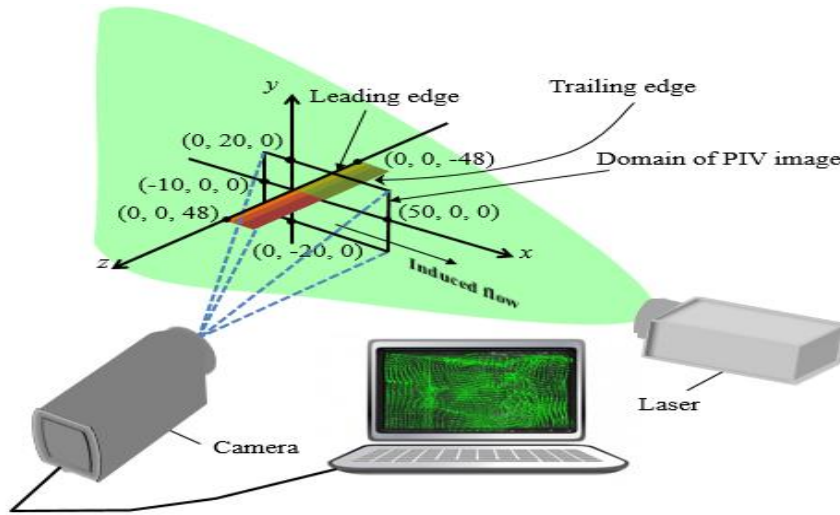 Trailing edge
y
Leading edge
(0, 20, 0)
(0, 0, -48)
Domain of PIV image
(-10, 0, 0)
(0, 0, 48)
(50, 0, 0)
(0, -20, 0)
x
z
Induced flow
Laser
Camera